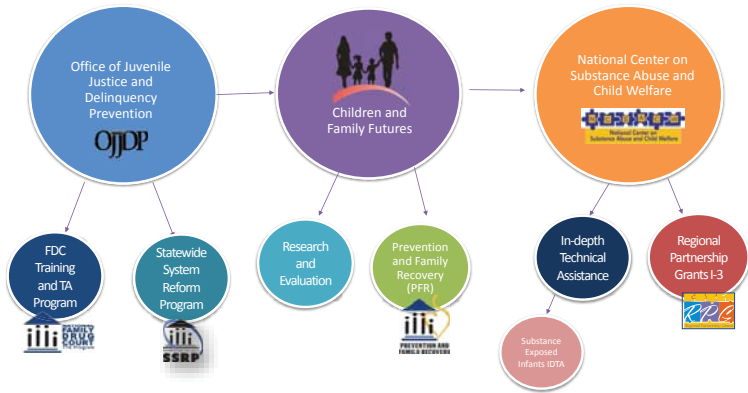 Office of Juvenile
Justice and
Delinquency
Prevention
OJJDP
Children and
Family Futures
National Center on
Substance Abuse and
Child Welfare
National Center on
Substance Abuse and Child Welfare
FDC
Training
and TA
Program
FAMILY
DRUG
COURT
Statewide
System
Reform
Program
SSRP
Research
and
Evaluation
Prevention
and Family
Recovery
(PFR)
PREVENTION AND
FAMILY RECOVERY
In-depth
Technical
Assistance
Substance
Exposed
Infants IDTA
Regional
Partnership
Grants I-3
RPG